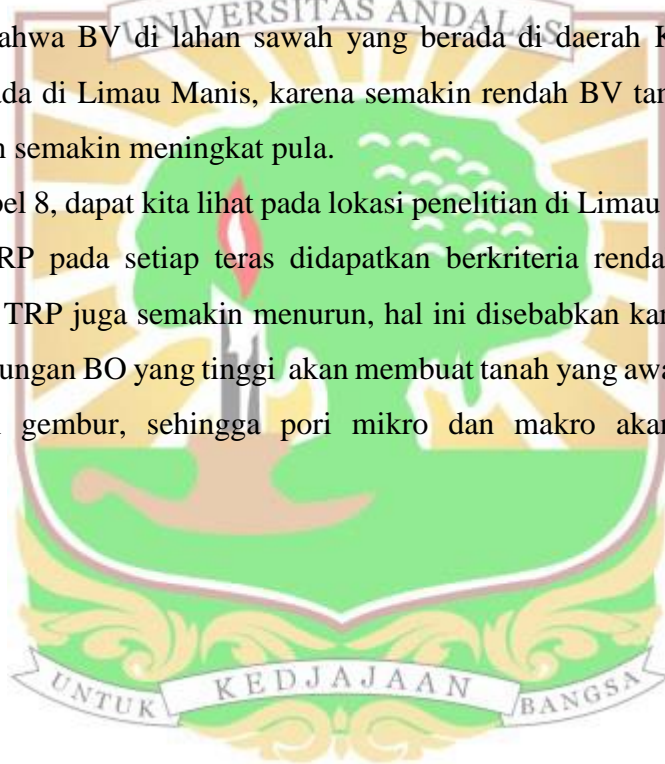 UNIVERSITAS ANDALAS
ahwa BV di lahan sawah yang berada di daerah K
ada di Limau Manis, karena semakin rendah BV tan
n semakin meningkat pula.
bel 8, dapat kita lihat pada lokasi penelitian di Limau
RP pada setiap teras didapatkan berkriteria renda
TRP juga semakin menurun, hal ini disebabkan kar
ungan BO yang tinggi akan membuat tanah yang awa
gembur, sehingga pori mikro dan makro akan
UNTUK KEDJAJAAN BANGSA